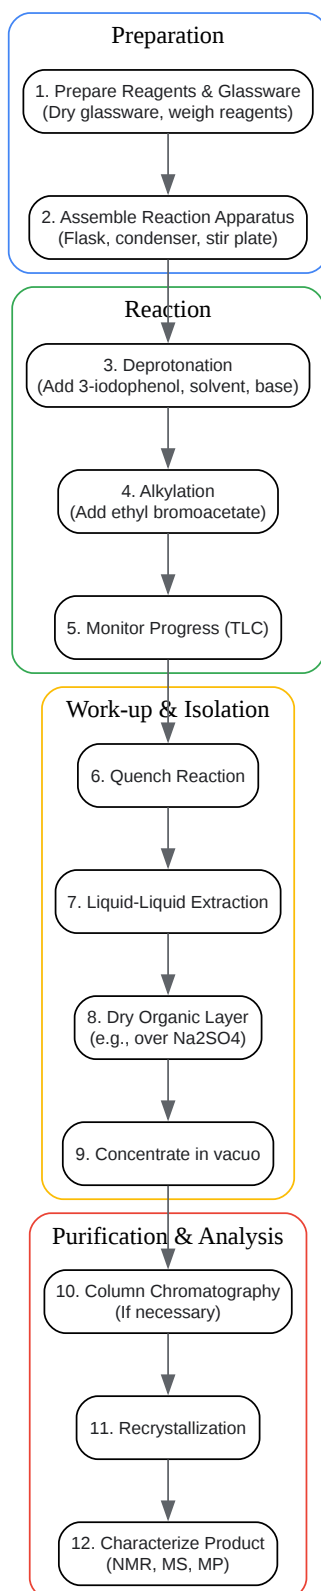 Preparation
1. Prepare Reagents & Glassware
(Dry glassware, weigh reagents)
2. Assemble Reaction Apparatus
(Flask, condenser, stir plate)
Reaction
3. Deprotonation
(Add 3-iodophenol, solvent, base)
4. Alkylation
(Add ethyl bromoacetate)
5. Monitor Progress (TLC)
Work-up & Isolation
6. Quench Reaction
7. Liquid-Liquid Extraction
8. Dry Organic Layer
(e.g., over Na2SO4)
9. Concentrate in vacuo
Purification & Analysis
10. Column Chromatography
(If necessary)
11. Recrystallization
12. Characterize Product
(NMR, MS, MP)